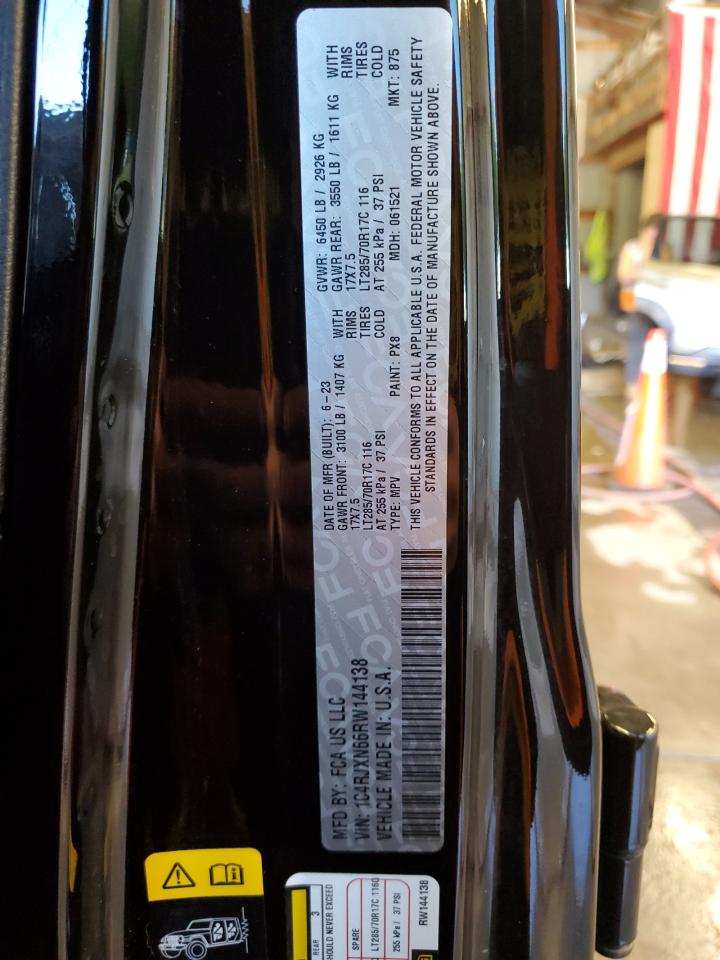 MFD BY: FCA US LLC
VIN: 1C4RJXN66RW144138
VEHICLE MADE IN: U.S.A.
DATE OF MFR (BUILT): 6-23
GVWR: 6450 LB / 2926 KG
GAWR FRONT: 3100 LB / 1407 KG WITH
GAWR REAR: 3550 LB / 1611 KG WITH
17X7.5 RIMS
17X7.5 RIMS
LT285/70R17C 116 TIRES
LT285/70R17C 116 TIRES
AT 255 kPa / 37 PSI COLD
AT 255 kPa / 37 PSI COLD
TYPE: MPV PAINT: PX8 MDH: 061521 MKT: 875
THIS VEHICLE CONFORMS TO ALL APPLICABLE U.S.A. FEDERAL MOTOR VEHICLE SAFETY
STANDARDS IN EFFECT ON THE DATE OF MANUFACTURE SHOWN ABOVE.
REAR 3
SHOULD NEVER EXCEED
SPARE
LT285/70R17C 116Q
255 kPa / 37 PSI
RW144138